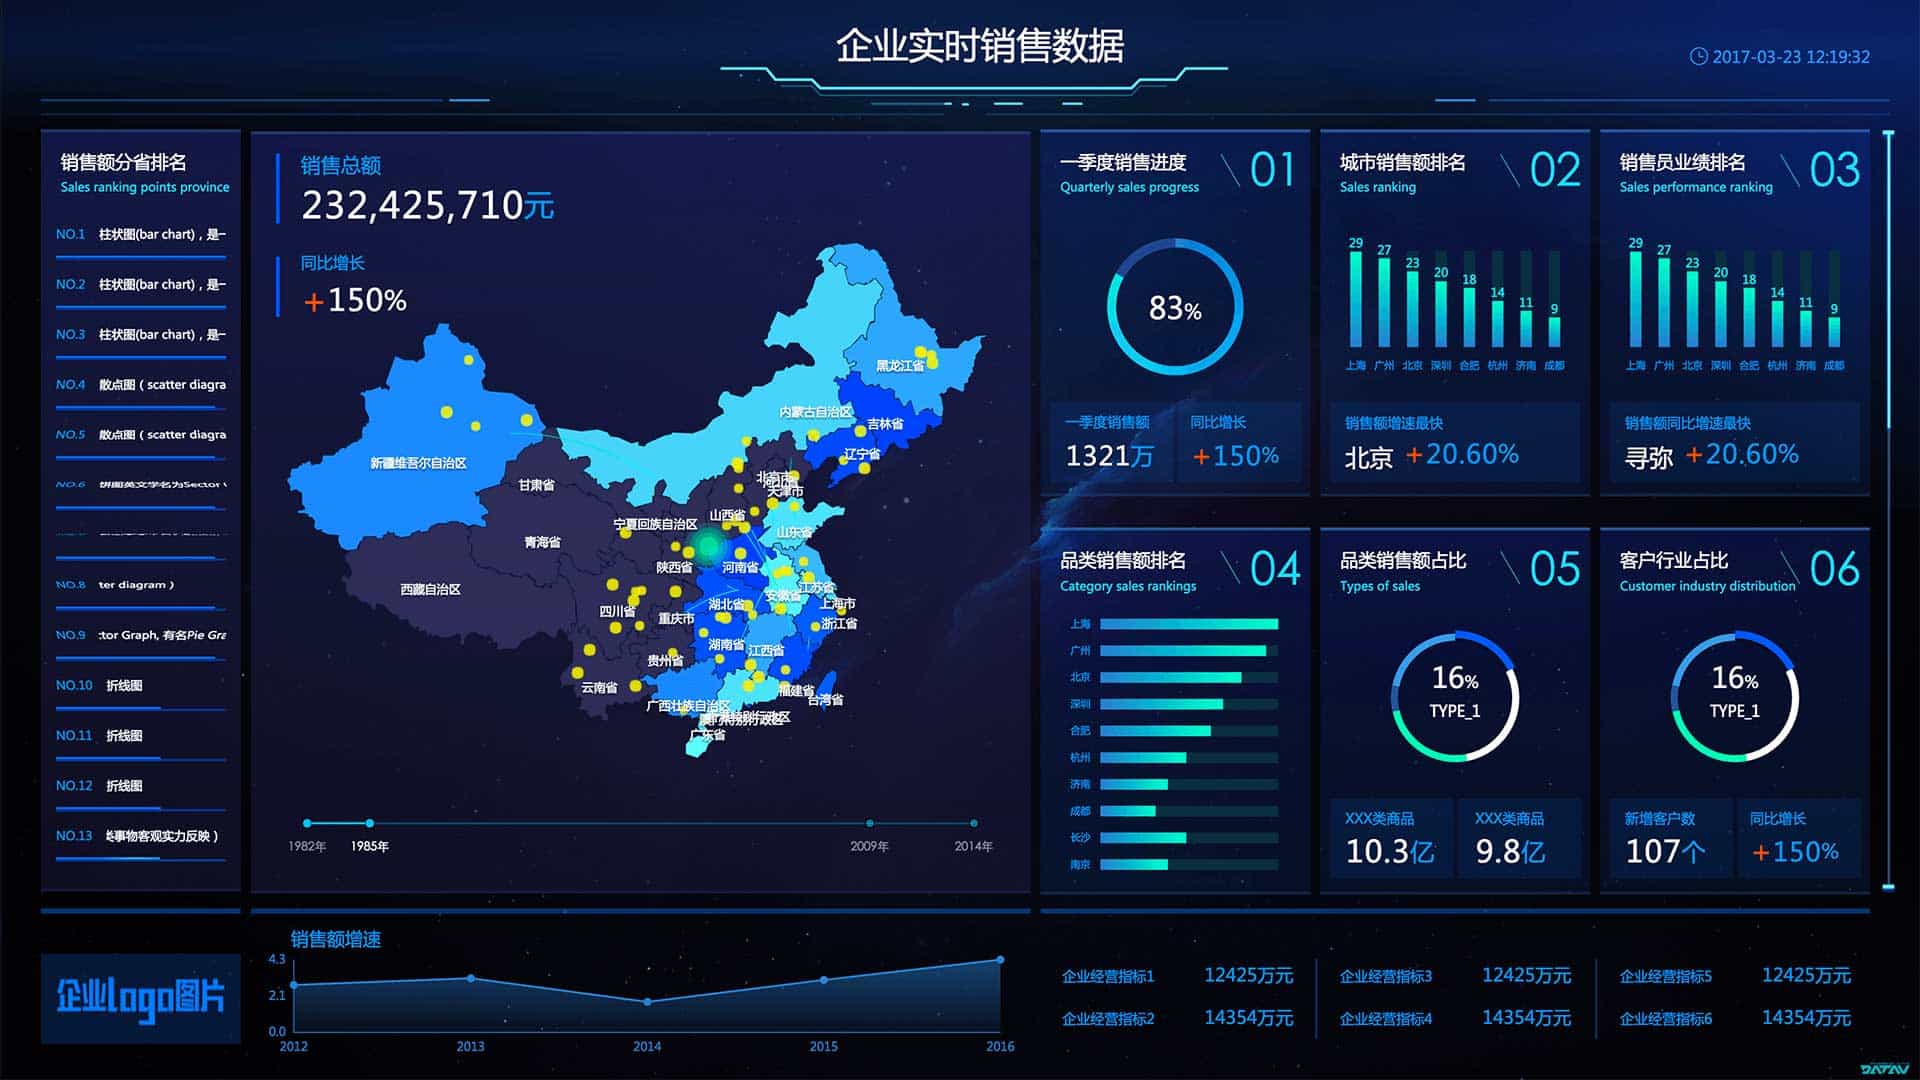 企业实时销售数据
2017-03-23 12:19:32
销售额分省排名
Sales ranking points province
NO.1 柱状图(bar chart)，是一
NO.2 柱状图(bar chart)，是一
NO.3 柱状图(bar chart)，是一
NO.4 散点图（scatter diagra
NO.5 散点图（scatter diagra
NO.6 饼图英文学名为Sector
NO.8 ter diagram）
NO.9 tor Graph, 有名Pie Gra
NO.10 折线图
NO.11 折线图
NO.12 折线图
NO.13 事物客观实力反映）
销售总额
232,425,710元
同比增长
+150%
黑龙江省
内蒙古自治区
吉林省
辽宁省
新疆维吾尔自治区
北京市
甘肃省
天津市
山西省
宁夏回族自治区
山东省
青海省
陕西省
河南省
西藏自治区
江苏省
安徽省
四川省
湖北省
上海市
重庆市
浙江省
湖南省
江西省
贵州省
云南省
福建省
台湾省
广西壮族自治区
广东省
1982年
1985年
2009年
2014年
一季度销售进度 01
Quarterly sales progress
83%
一季度销售额
1321万
同比增长
+150%
城市销售额排名 02
Sales ranking
29 27 23 20 18 14 11 9
上海 广州 北京 深圳 合肥 杭州 济南 成都
销售额增速最快
北京 +20.60%
销售员业绩排名 03
Sales performance ranking
29 27 23 20 18 14 11 9
上海 广州 北京 深圳 合肥 杭州 济南 成都
销售额同比增速最快
寻弥 +20.60%
品类销售额排名 04
Category sales rankings
上海
广州
北京
深圳
合肥
杭州
济南
成都
长沙
南京
品类销售额占比 05
Types of sales
16%
TYPE_1
XXX类商品
10.3亿
XXX类商品
9.8亿
客户行业占比 06
Customer industry distribution
16%
TYPE_1
新增客户数
107个
同比增长
+150%
企业logo图片
销售额增速
4.3
2.1
0.0
2012 2013 2014 2015 2016
企业经营指标1 12425万元
企业经营指标2 14354万元
企业经营指标3 12425万元
企业经营指标4 14354万元
企业经营指标5 12425万元
企业经营指标6 14354万元
DATAV